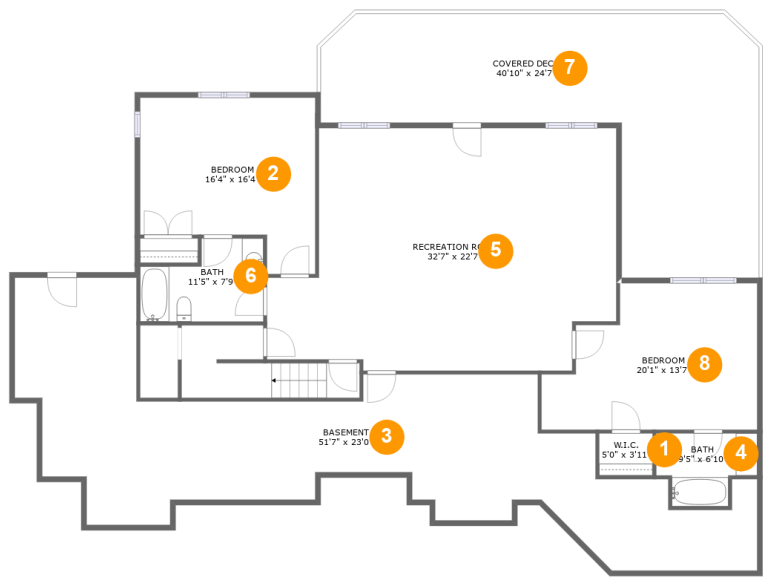 COVERED DEC
40'10" x 24'7
7
BEDROOM
16'4" x 16'4
2
RECREATION R
32'7" x 22'7
5
BATH
11'5" x 7'9
6
BEDROOM
20'1" x 13'7
8
BASEMENT
51'7" x 23'0
3
W.I.C.
5'0" x 3'11
1
BATH
9'5" x 6'10
4